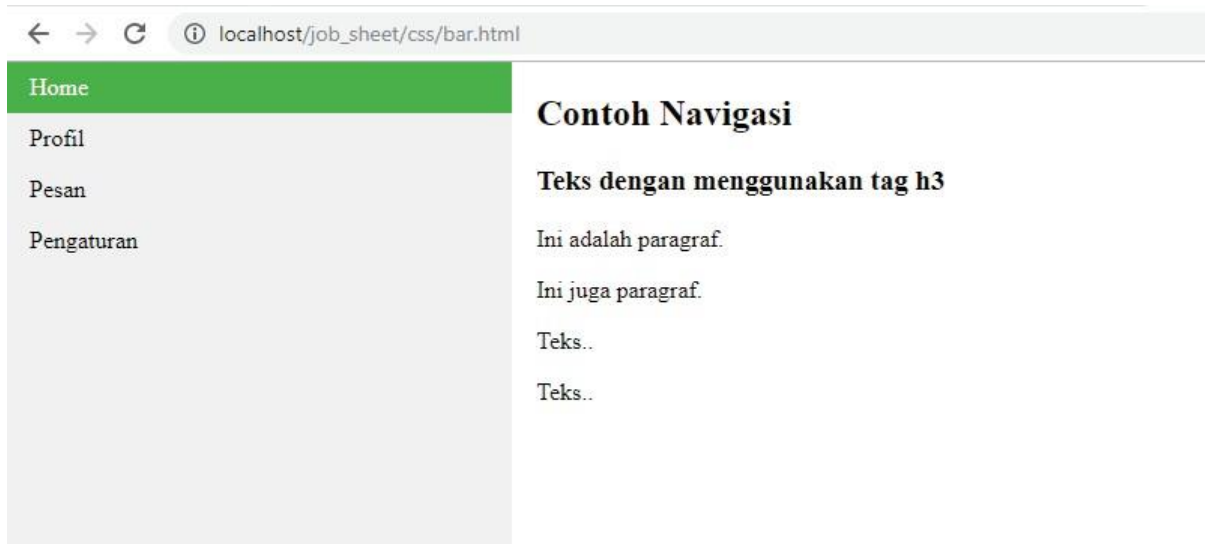 localhost/job_sheet/css/bar.html
Home
Profil
Pesan
Pengaturan
Contoh Navigasi
Teks dengan menggunakan tag h3
Ini adalah paragraf.
Ini juga paragraf.
Teks..
Teks..